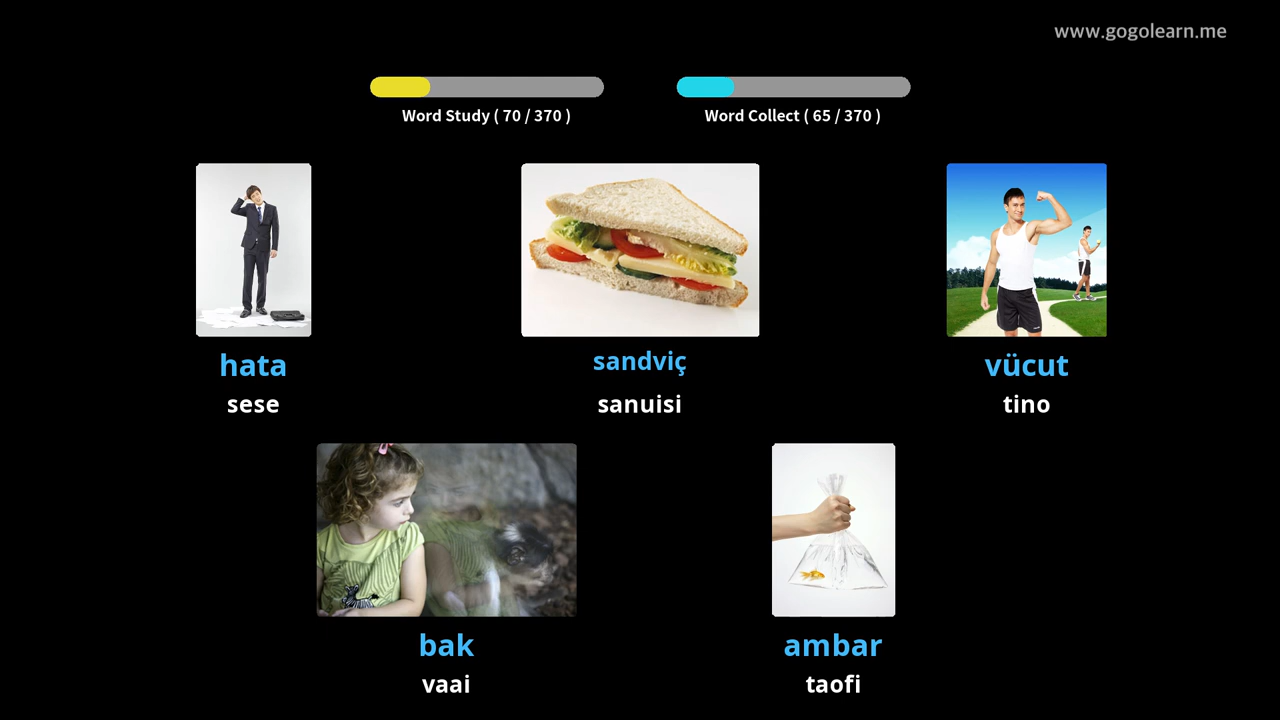 www.gogolearn.me
Word Study ( 70 / 370 )
Word Collect ( 65 / 370 )
hata
sese
sandviç
sanuisi
vücut
tino
bak
vaai
ambar
taofi